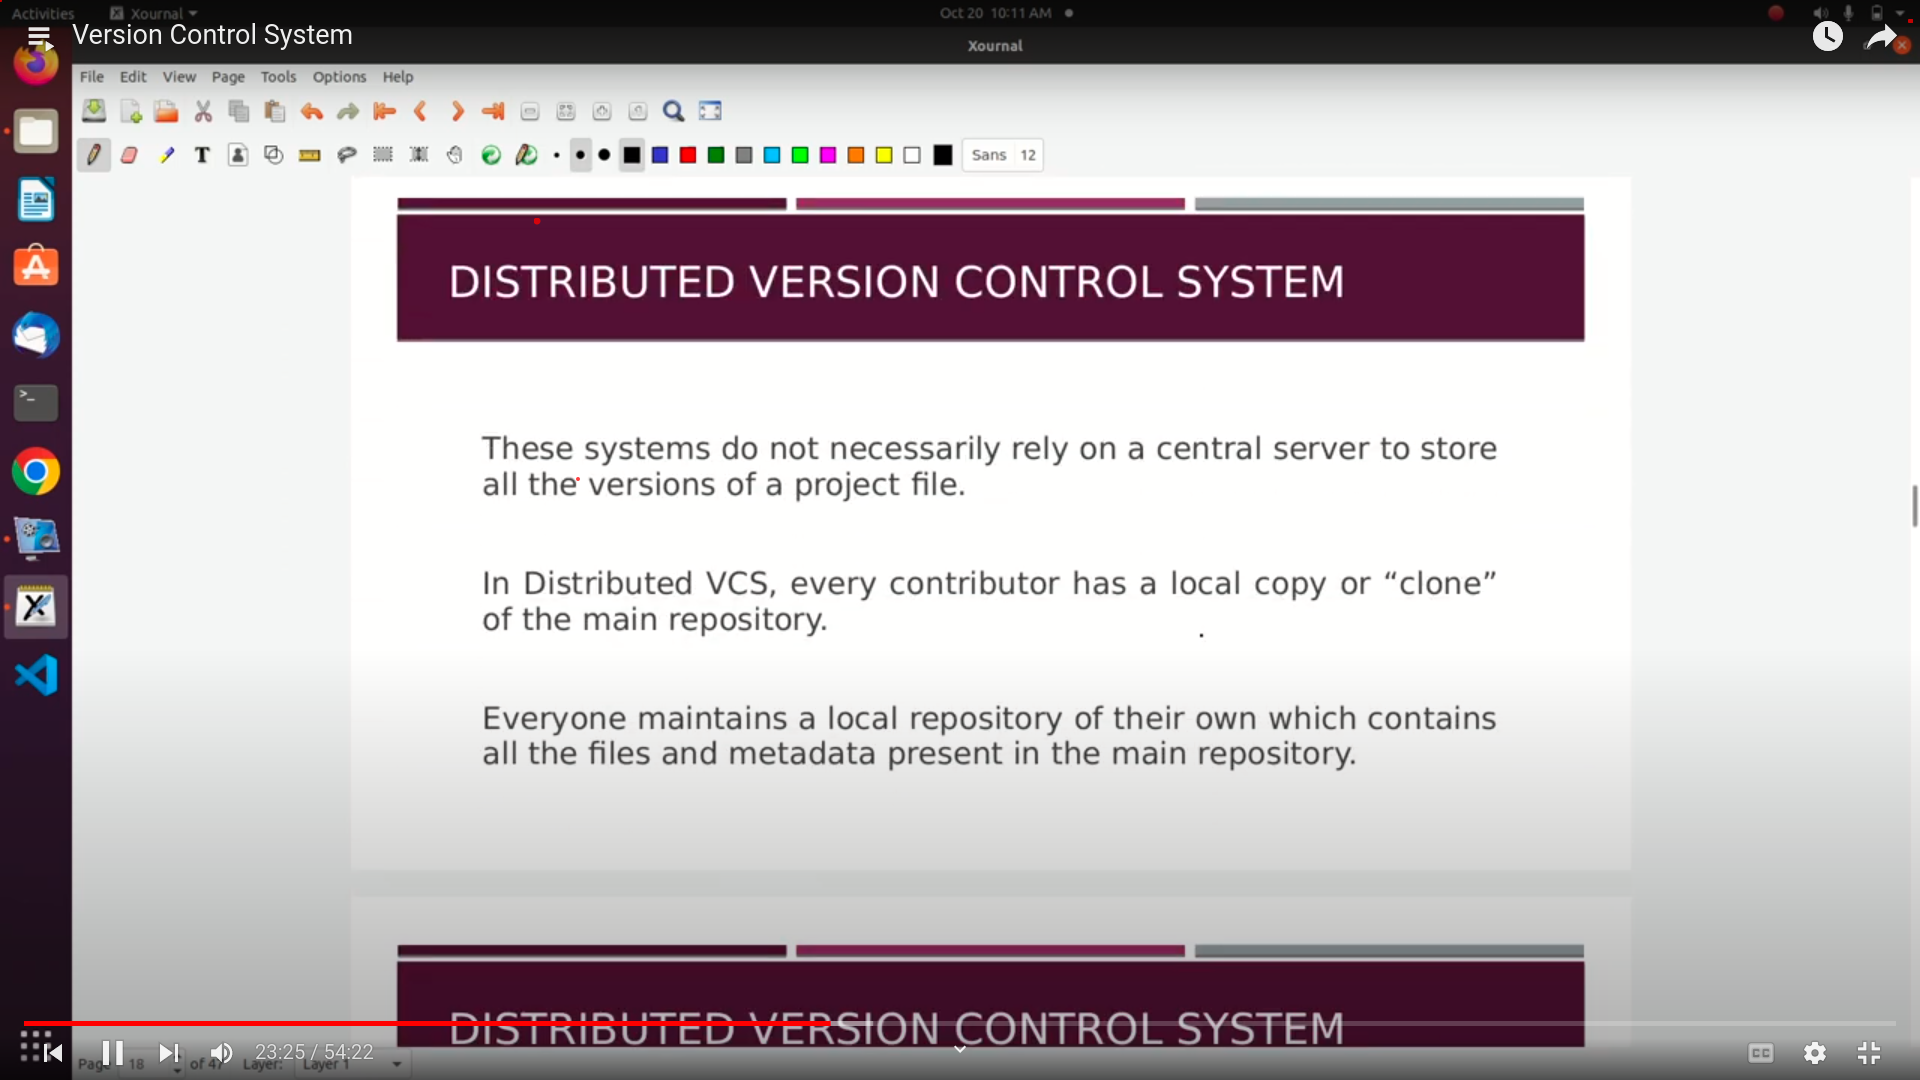 Activities Xournal Oct 20 10:11 AM
Version Control System
Xournal
File Edit View Page Tools Options Help
T Sans 12
DISTRIBUTED VERSION CONTROL SYSTEM
These systems do not necessarily rely on a central server to store
all the versions of a project file.
In Distributed VCS, every contributor has a local copy or “clone”
of the main repository.
Everyone maintains a local repository of their own which contains
all the files and metadata present in the main repository.
DISTRIBUTED VERSION CONTROL SYSTEM
23:25 / 54:22 CC
Page 18 of 47 Layer: Layer 1